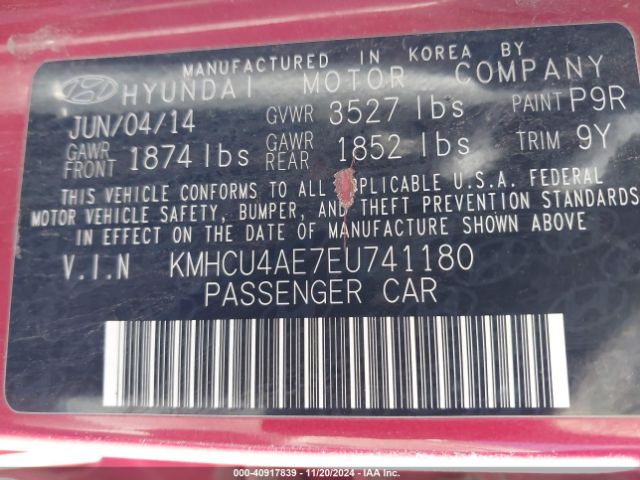 MANUFACTURED IN KOREA BY
HYUNDAI MOTOR COMPANY
JUN/04/14 GVWR 3527 lbs PAINT P9R
GAWR FRONT 1874 lbs GAWR REAR 1852 lbs TRIM 9Y
THIS VEHICLE CONFORMS TO ALL APPLICABLE U.S.A. FEDERAL
MOTOR VEHICLE SAFETY, BUMPER, AND THEFT PREVENTION STANDARDS
IN EFFECT ON THE DATE OF MANUFACTURE SHOWN ABOVE
V.I.N KMHCU4AE7EU741180
PASSENGER CAR
000-40917839 - 11/20/2024 - IAA Inc.